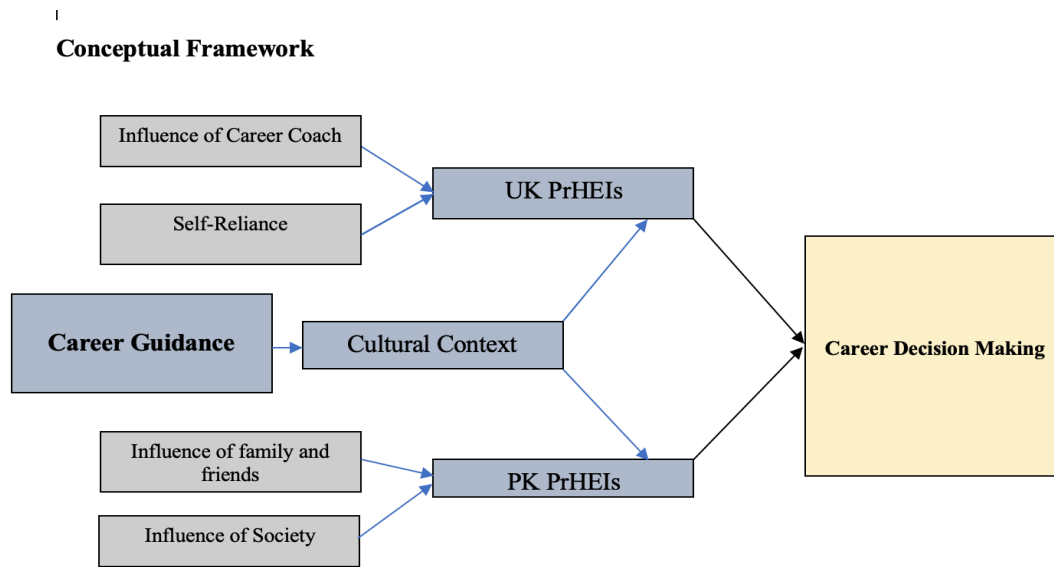 Conceptual Framework
Influence of Career Coach
UK PrHEIs
Self-Reliance
Career Guidance
Cultural Context
Career Decision Making
Influence of family and
friends
PK PrHEIs
Influence of Society